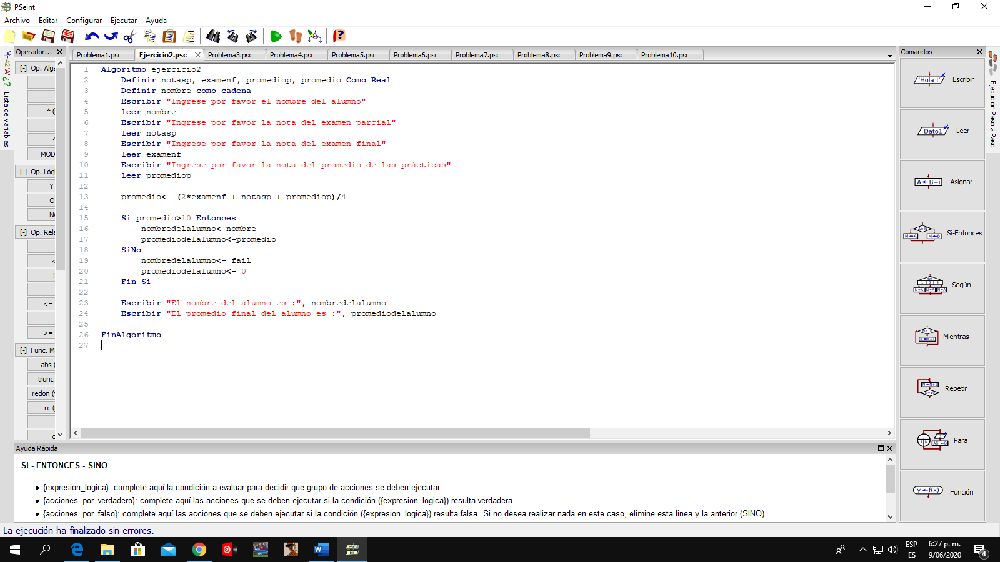 PSeInt
Archivo Editar Configurar Ejecutar Ayuda
Operador...
Problema1.psc Ejercicio2.psc Problema3.psc Problema4.psc Problema5.psc Problema6.psc Problema7.psc Problema8.psc Problema9.psc Problema10.psc
Comandos
Lista de Variables
[-] Op. Alge
* (
MOD
[-] Op. Lóg
Y
O
[-] Op. Rela
<=
>=
[-] Func. M
abs (
trunc
redon (
rc (
1 Algoritmo ejercicio2
2 Definir notasp, examenf, promediop, promedio Como Real
3 Definir nombre como cadena
4 Escribir "Ingrese por favor el nombre del alumno"
5 leer nombre
6 Escribir "Ingrese por favor la nota del examen parcial"
7 leer notasp
8 Escribir "Ingrese por favor la nota del examen final"
9 leer examenf
10 Escribir "Ingrese por favor la nota del promedio de las prácticas"
11 leer promediop
12
13 promedio<- (2*examenf + notasp + promediop)/4
14
15 Si promedio>10 Entonces
16 nombredelalumno<-nombre
17 promediodelalumno<-promedio
18 SiNo
19 nombredelalumno<- fail
20 promediodelalumno<- 0
21 Fin Si
22
23 Escribir "El nombre del alumno es :", nombredelalumno
24 Escribir "El promedio final del alumno es :", promediodelalumno
25
26 FinAlgoritmo
27
'Hola !' Escribir
Dato1 Leer
A←B+i Asignar
A>B Si-Entonces
Según
Mientras
Repetir
Para
y←f(x) Función
Ejecución Paso a Paso
Ayuda Rápida
SI - ENTONCES - SINO
• {expresion_logica}: complete aquí la condición a evaluar para decidir que grupo de acciones se deben ejecutar.
• {acciones_por_verdadero}: complete aquí las acciones que se deben ejecutar si la condición ({expresion_logica}) resulta verdadera.
• {acciones_por_falso}: complete aquí las acciones que se deben ejecutar si la condición ({expresion_logica}) resulta falsa. Si no desea realizar nada en este caso, elimine esta linea y la anterior (SINO).
La ejecución ha finalizado sin errores.
ESP
ES
6:27 p. m.
9/06/2020
4